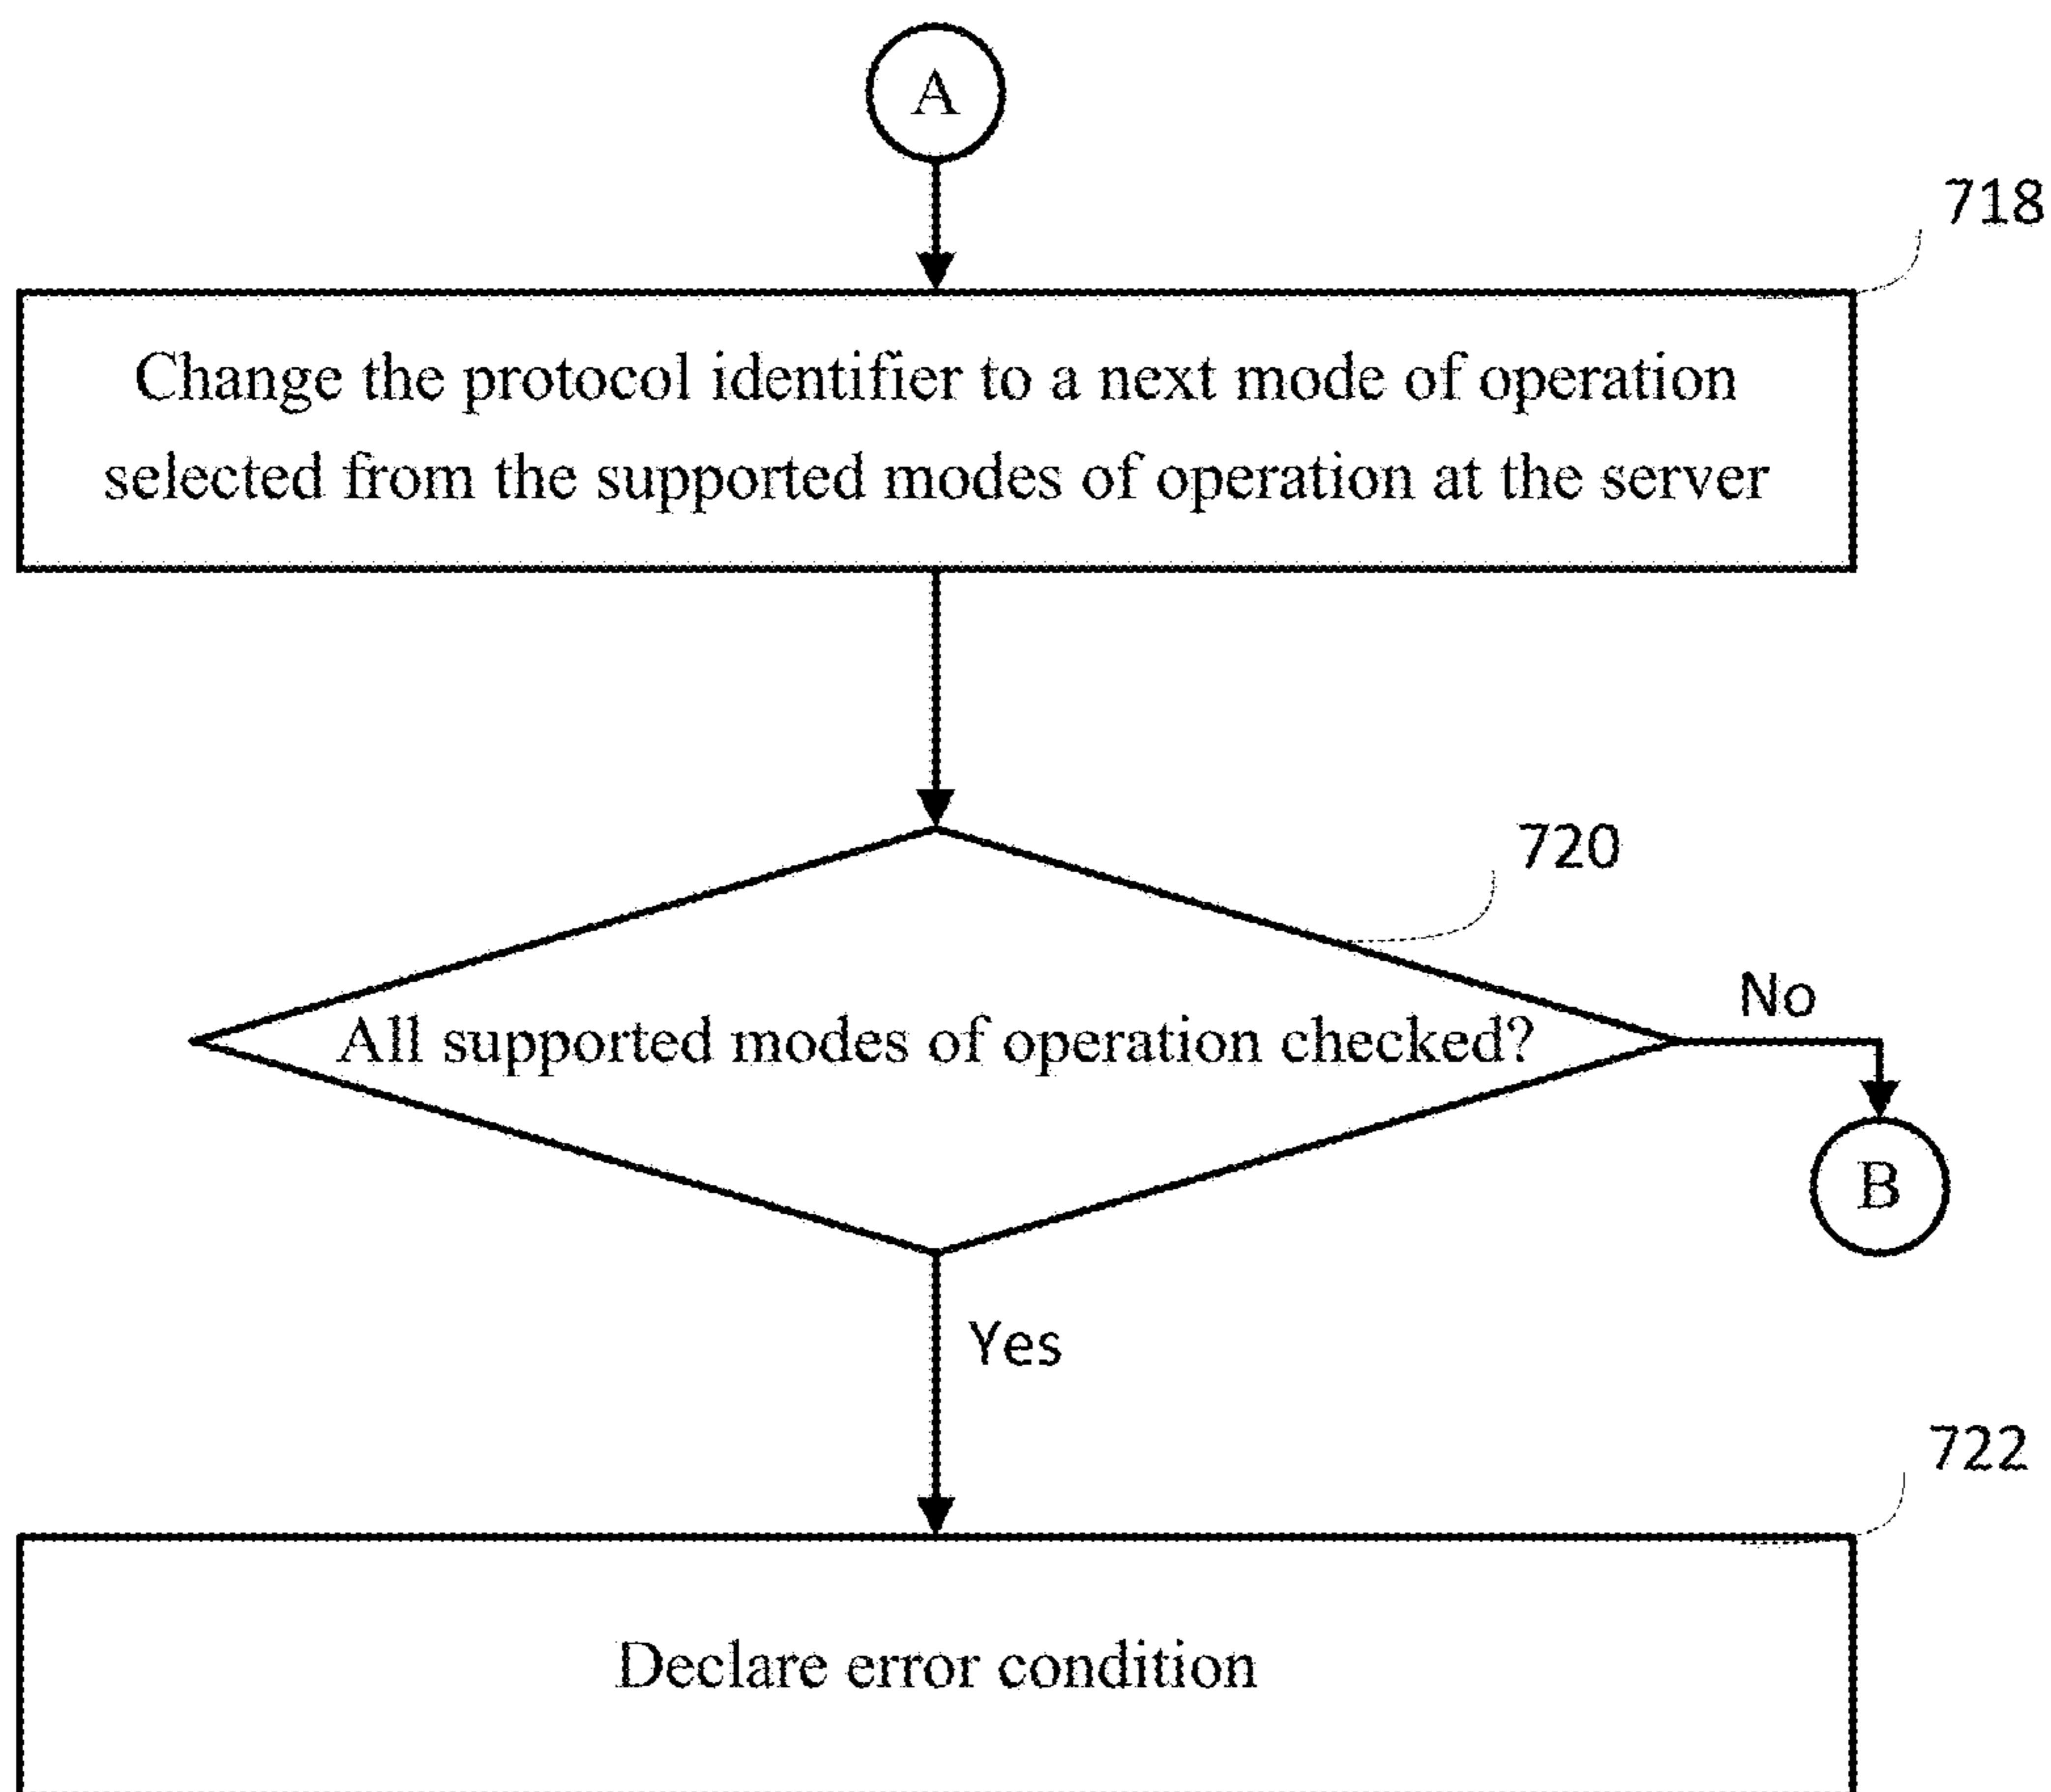 A
718
Change the protocol identifier to a next mode of operation
selected from the supported modes of operation at the server
720
All supported modes of operation checked?
No
B
Yes
722
Declare error condition